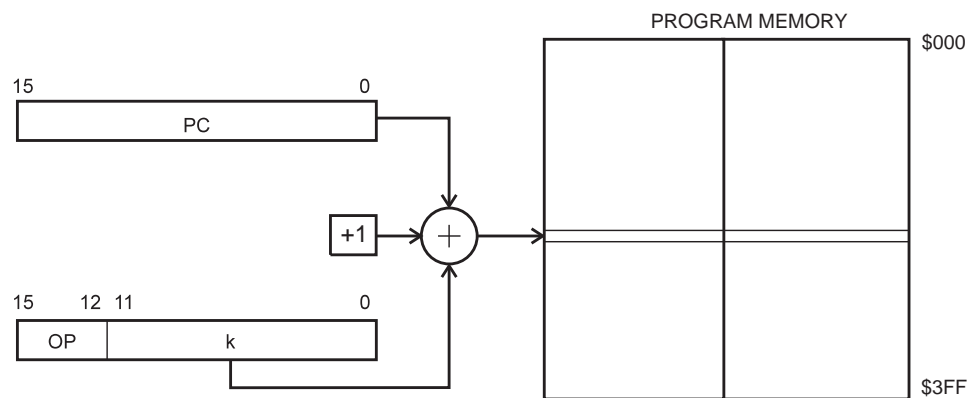 PROGRAM MEMORY
$000
15 0
PC
+1
+
15 12 11 0
OP k
$3FF